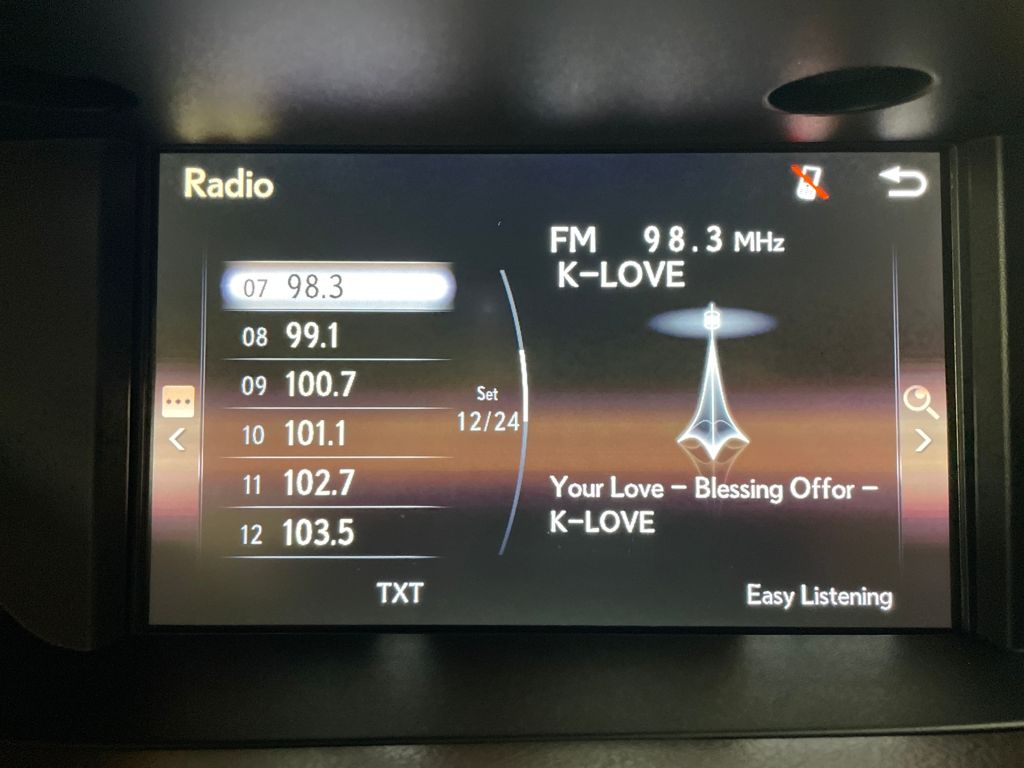 Radio
FM 98.3 MHz
K-LOVE
07 98.3
08 99.1
09 100.7
10 101.1
11 102.7
12 103.5
Set
12/24
Your Love - Blessing Offor -
K-LOVE
TXT
Easy Listening